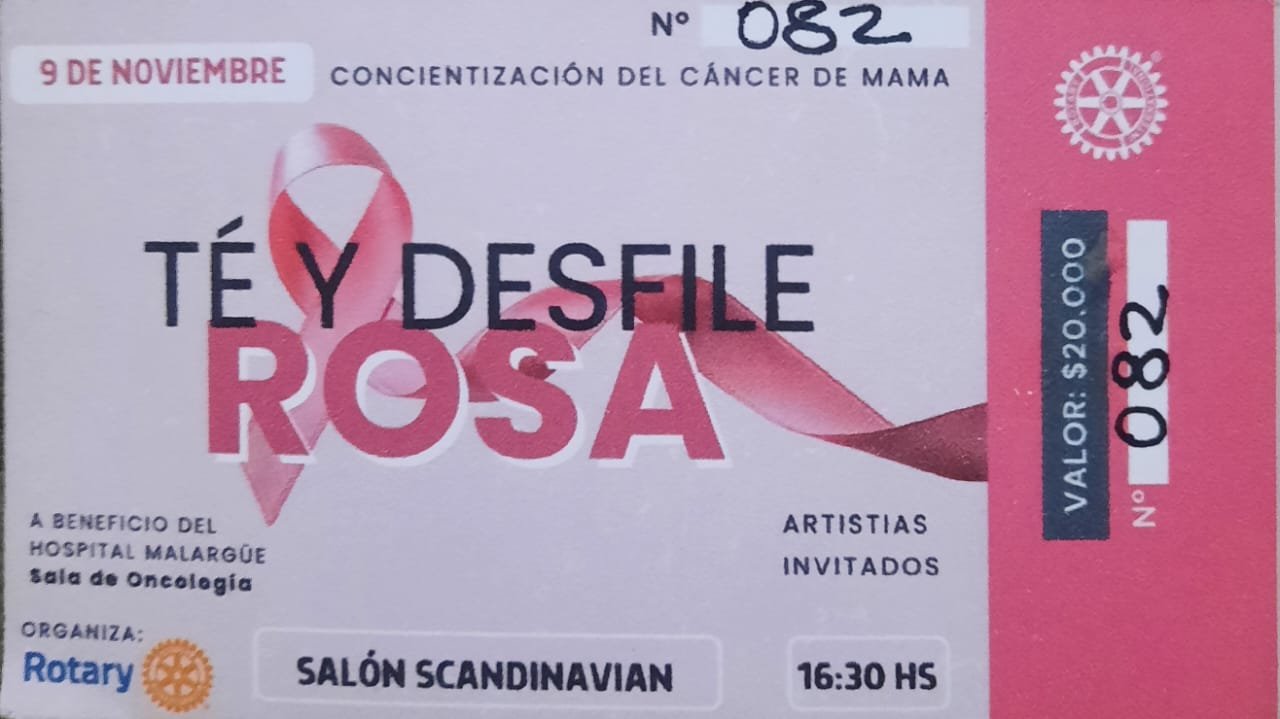 Nº 082
9 DE NOVIEMBRE
CONCIENTIZACIÓN DEL CÁNCER DE MAMA
TÉ Y DESFILE
ROSA
A BENEFICIO DEL
HOSPITAL MALARGÜE
Sala de Oncología
ARTISTIAS
INVITADOS
ORGANIZA:
Rotary
SALÓN SCANDINAVIAN
16:30 HS
VALOR: $20.000
Nº 082